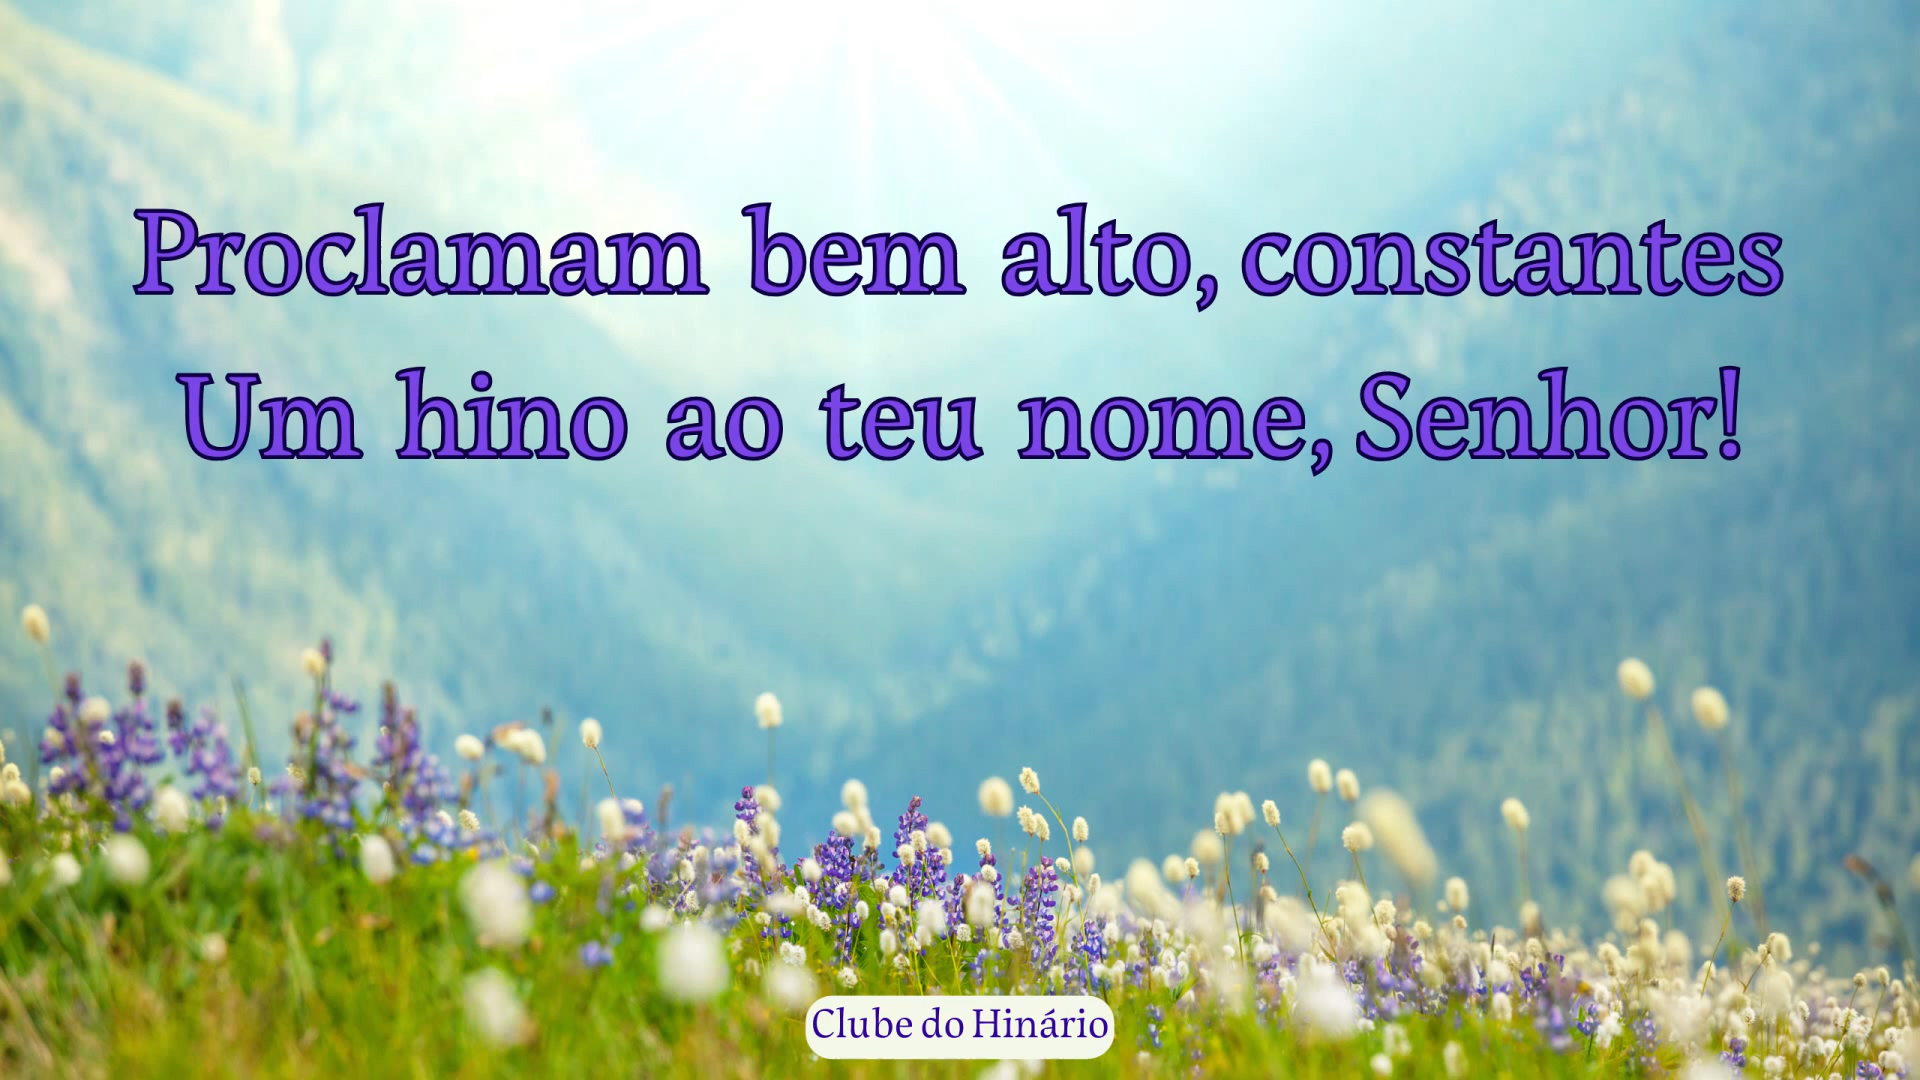 Proclamam bem alto, constantes
Um hino ao teu nome, Senhor!
Clube do Hinário